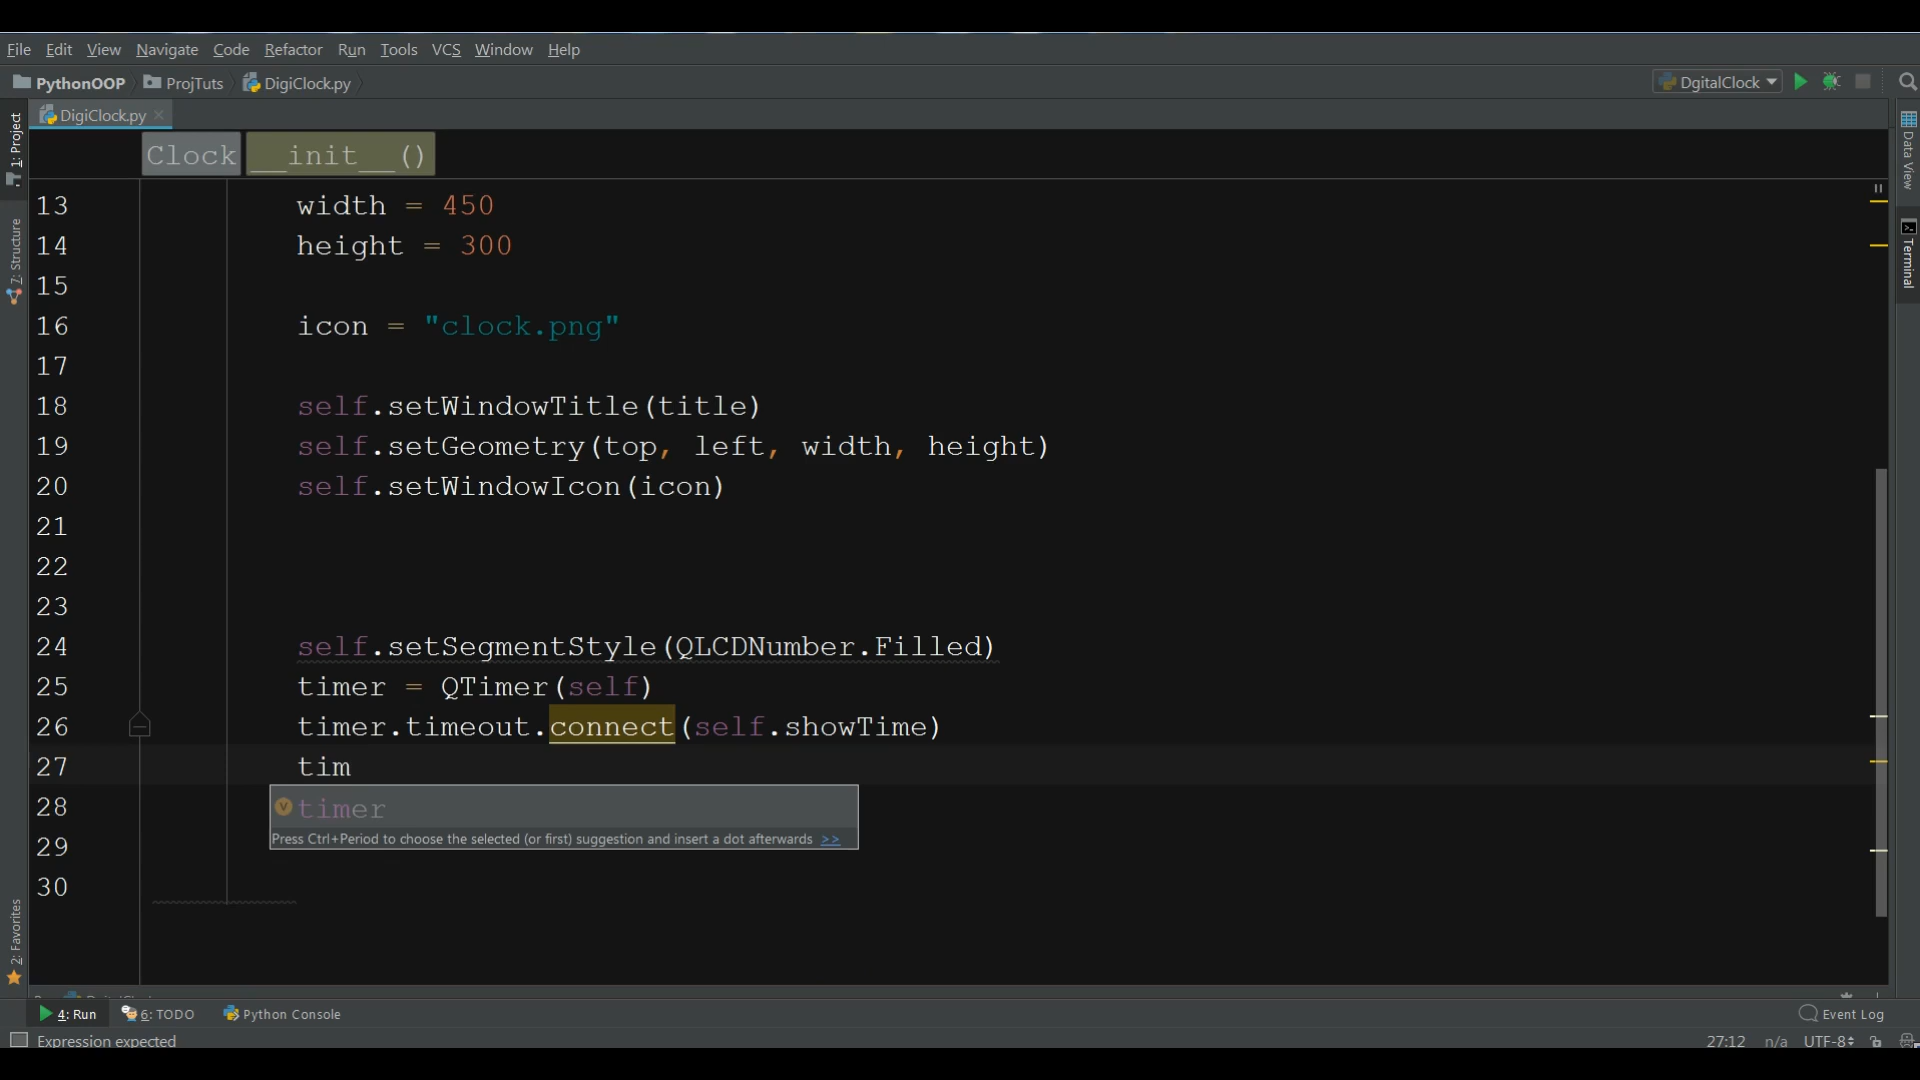 File Edit View Navigate Code Refactor Run Tools VCS Window Help
PythonOOP ProjTuts DigiClock.py DgitalClock
DigiClock.py
Clock __init__()
13 width = 450
14 height = 300
15
16 icon = "clock.png"
17
18 self.setWindowTitle(title)
19 self.setGeometry(top, left, width, height)
20 self.setWindowIcon(icon)
21
22
23
24 self.setSegmentStyle(QLCDNumber.Filled)
25 timer = QTimer(self)
26 timer.timeout.connect(self.showTime)
27 tim
28 timer
Press Ctrl+Period to choose the selected (or first) suggestion and insert a dot afterwards >>
29
30
1: Project
7: Structure
2: Favorites
Data View
Terminal
4: Run 6: TODO Python Console Event Log
Expression expected 27:12 n/a UTF-8